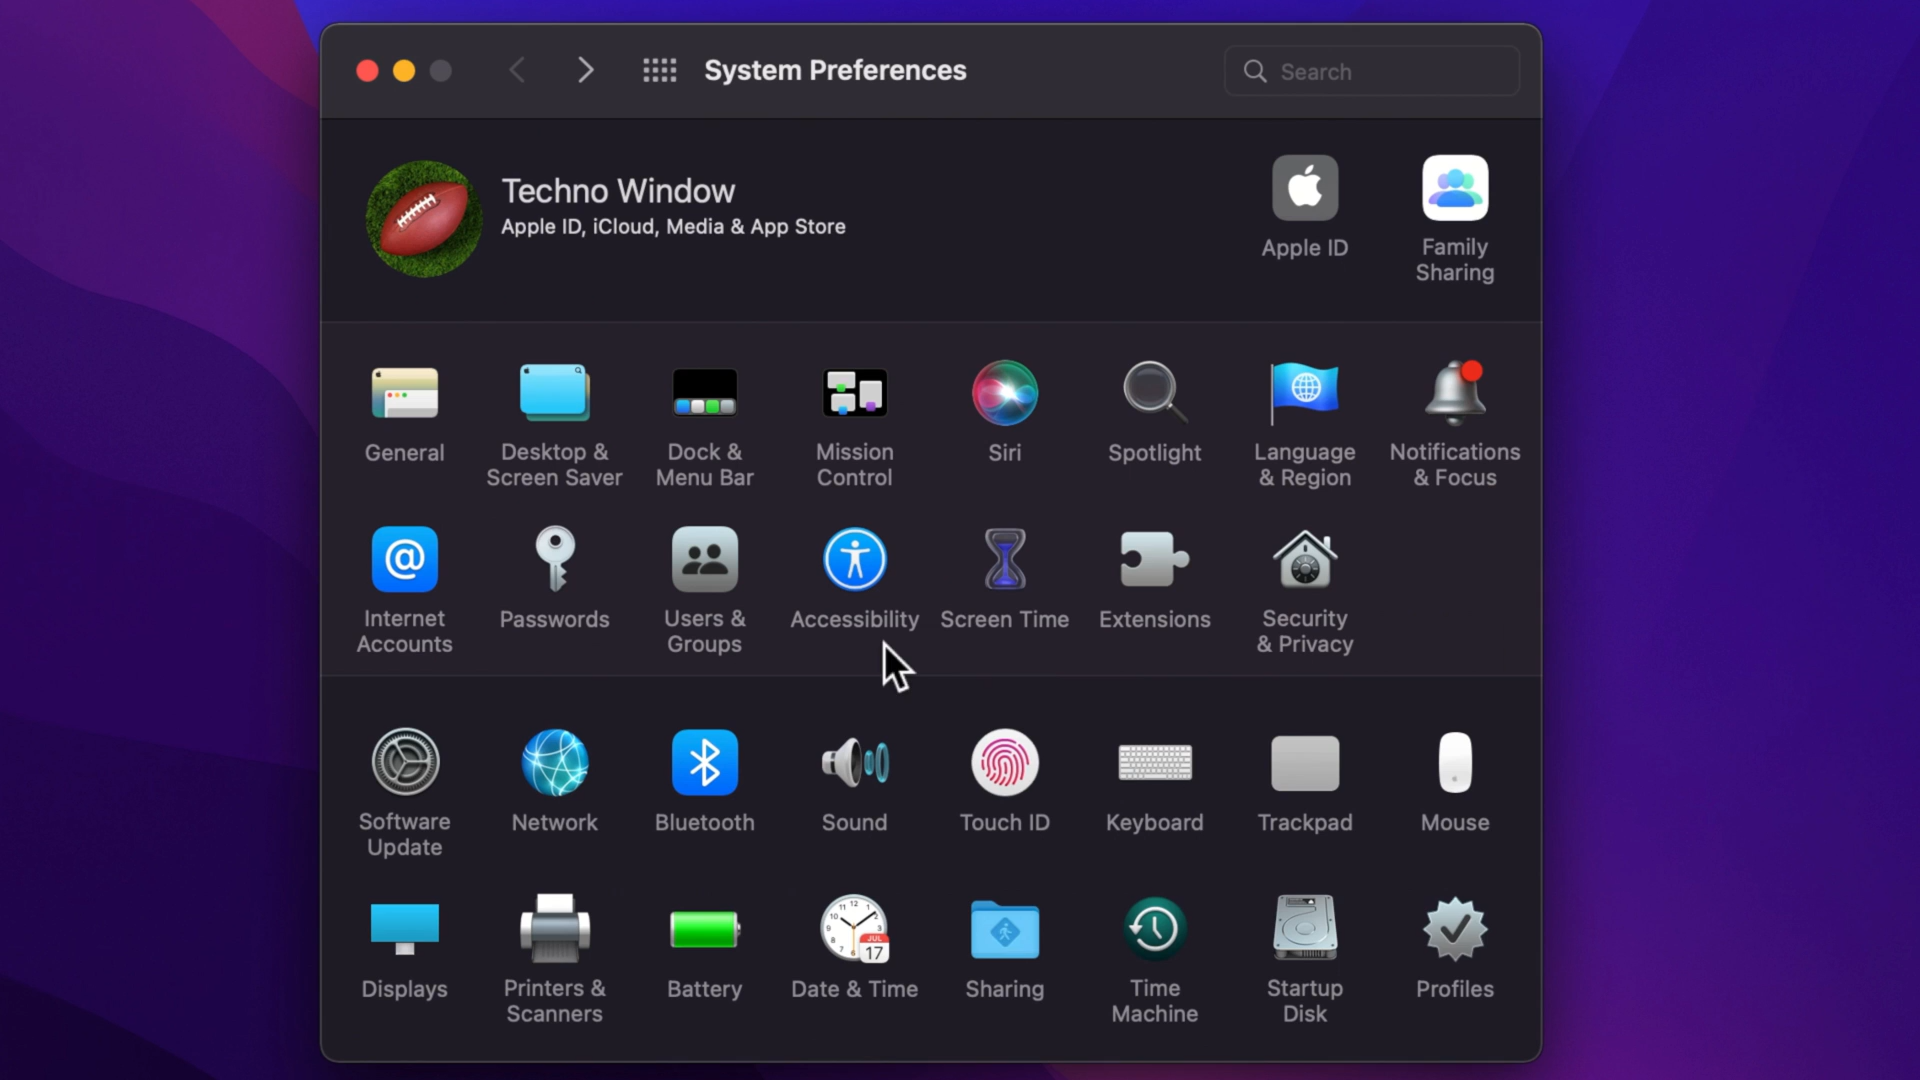 System Preferences
Search
Techno Window
Apple ID, iCloud, Media & App Store
Apple ID
Family
Sharing
General
Desktop &
Screen Saver
Dock &
Menu Bar
Mission
Control
Siri
Spotlight
Language
& Region
Notifications
& Focus
@
Internet
Accounts
Passwords
Users &
Groups
Accessibility
Screen Time
Extensions
Security
& Privacy
Software
Update
Network
Bluetooth
Sound
Touch ID
Keyboard
Trackpad
Mouse
Displays
Printers &
Scanners
Battery
JUL
17
Date & Time
Sharing
Time
Machine
Startup
Disk
Profiles